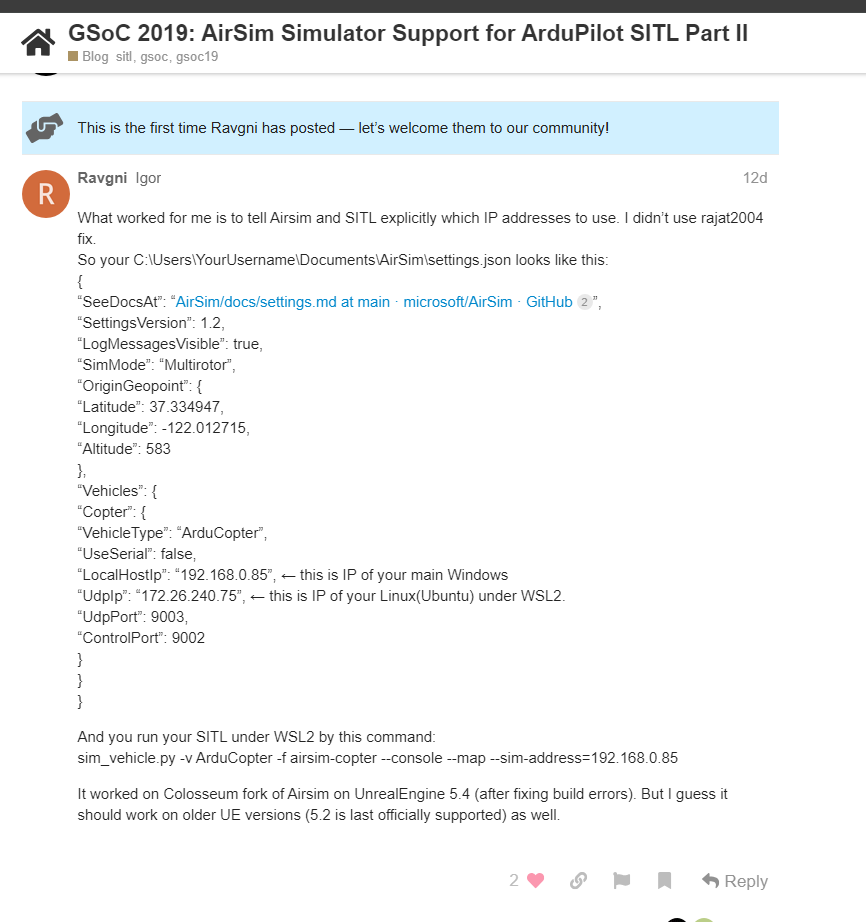 GSoC 2019: AirSim Simulator Support for ArduPilot SITL Part II
Blog sitl, gsoc, gsoc19
This is the first time Ravgni has posted — let’s welcome them to our community!
R
Ravgni Igor 12d
What worked for me is to tell Airsim and SITL explicitly which IP addresses to use. I didn’t use rajat2004
fix.
So your C:\Users\YourUsername\Documents\AirSim\settings.json looks like this:
{
“SeeDocsAt”: “AirSim/docs/settings.md at main · microsoft/AirSim · GitHub 2”,
“SettingsVersion”: 1.2,
“LogMessagesVisible”: true,
“SimMode”: “Multirotor”,
“OriginGeopoint”: {
“Latitude”: 37.334947,
“Longitude”: -122.012715,
“Altitude”: 583
},
“Vehicles”: {
“Copter”: {
“VehicleType”: “ArduCopter”,
“UseSerial”: false,
“LocalHostIp”: “192.168.0.85”, ← this is IP of your main Windows
“UdpIp”: “172.26.240.75”, ← this is IP of your Linux(Ubuntu) under WSL2.
“UdpPort”: 9003,
“ControlPort”: 9002
}
}
}
And you run your SITL under WSL2 by this command:
sim_vehicle.py -v ArduCopter -f airsim-copter --console --map --sim-address=192.168.0.85
It worked on Colosseum fork of Airsim on UnrealEngine 5.4 (after fixing build errors). But I guess it
should work on older UE versions (5.2 is last officially supported) as well.
2 Reply